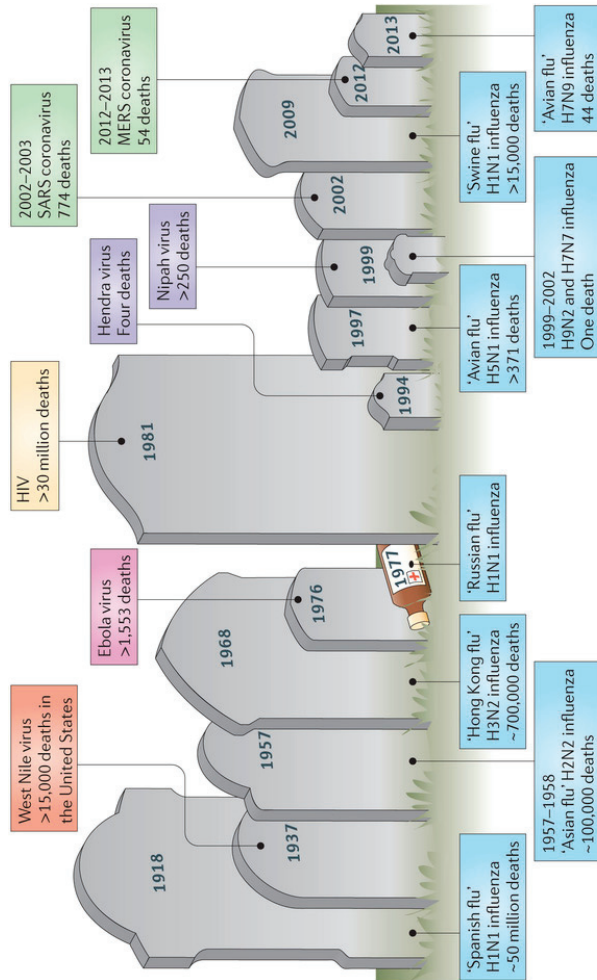 West Nile virus
>15,000 deaths in
the United States
Ebola virus
>1,553 deaths
HIV
>30 million deaths
Hendra virus
Four deaths
Nipah virus
>250 deaths
2002–2003
SARS coronavirus
774 deaths
2012–2013
MERS coronavirus
54 deaths
1918
1937
1957
1968
1976
1977
1981
1994
1997
1999
2002
2009
2012
2013
‘Spanish flu’
H1N1 influenza
~50 million deaths
1957–1958
‘Asian flu’ H2N2 influenza
~100,000 deaths
‘Hong Kong flu’
H3N2 influenza
~700,000 deaths
‘Russian flu’
H1N1 influenza
‘Avian flu’
H5N1 influenza
>371 deaths
1999–2002
H9N2 and H7N7 influenza
One death
‘Swine flu’
H1N1 influenza
>15,000 deaths
‘Avian flu’
H7N9 influenza
44 deaths